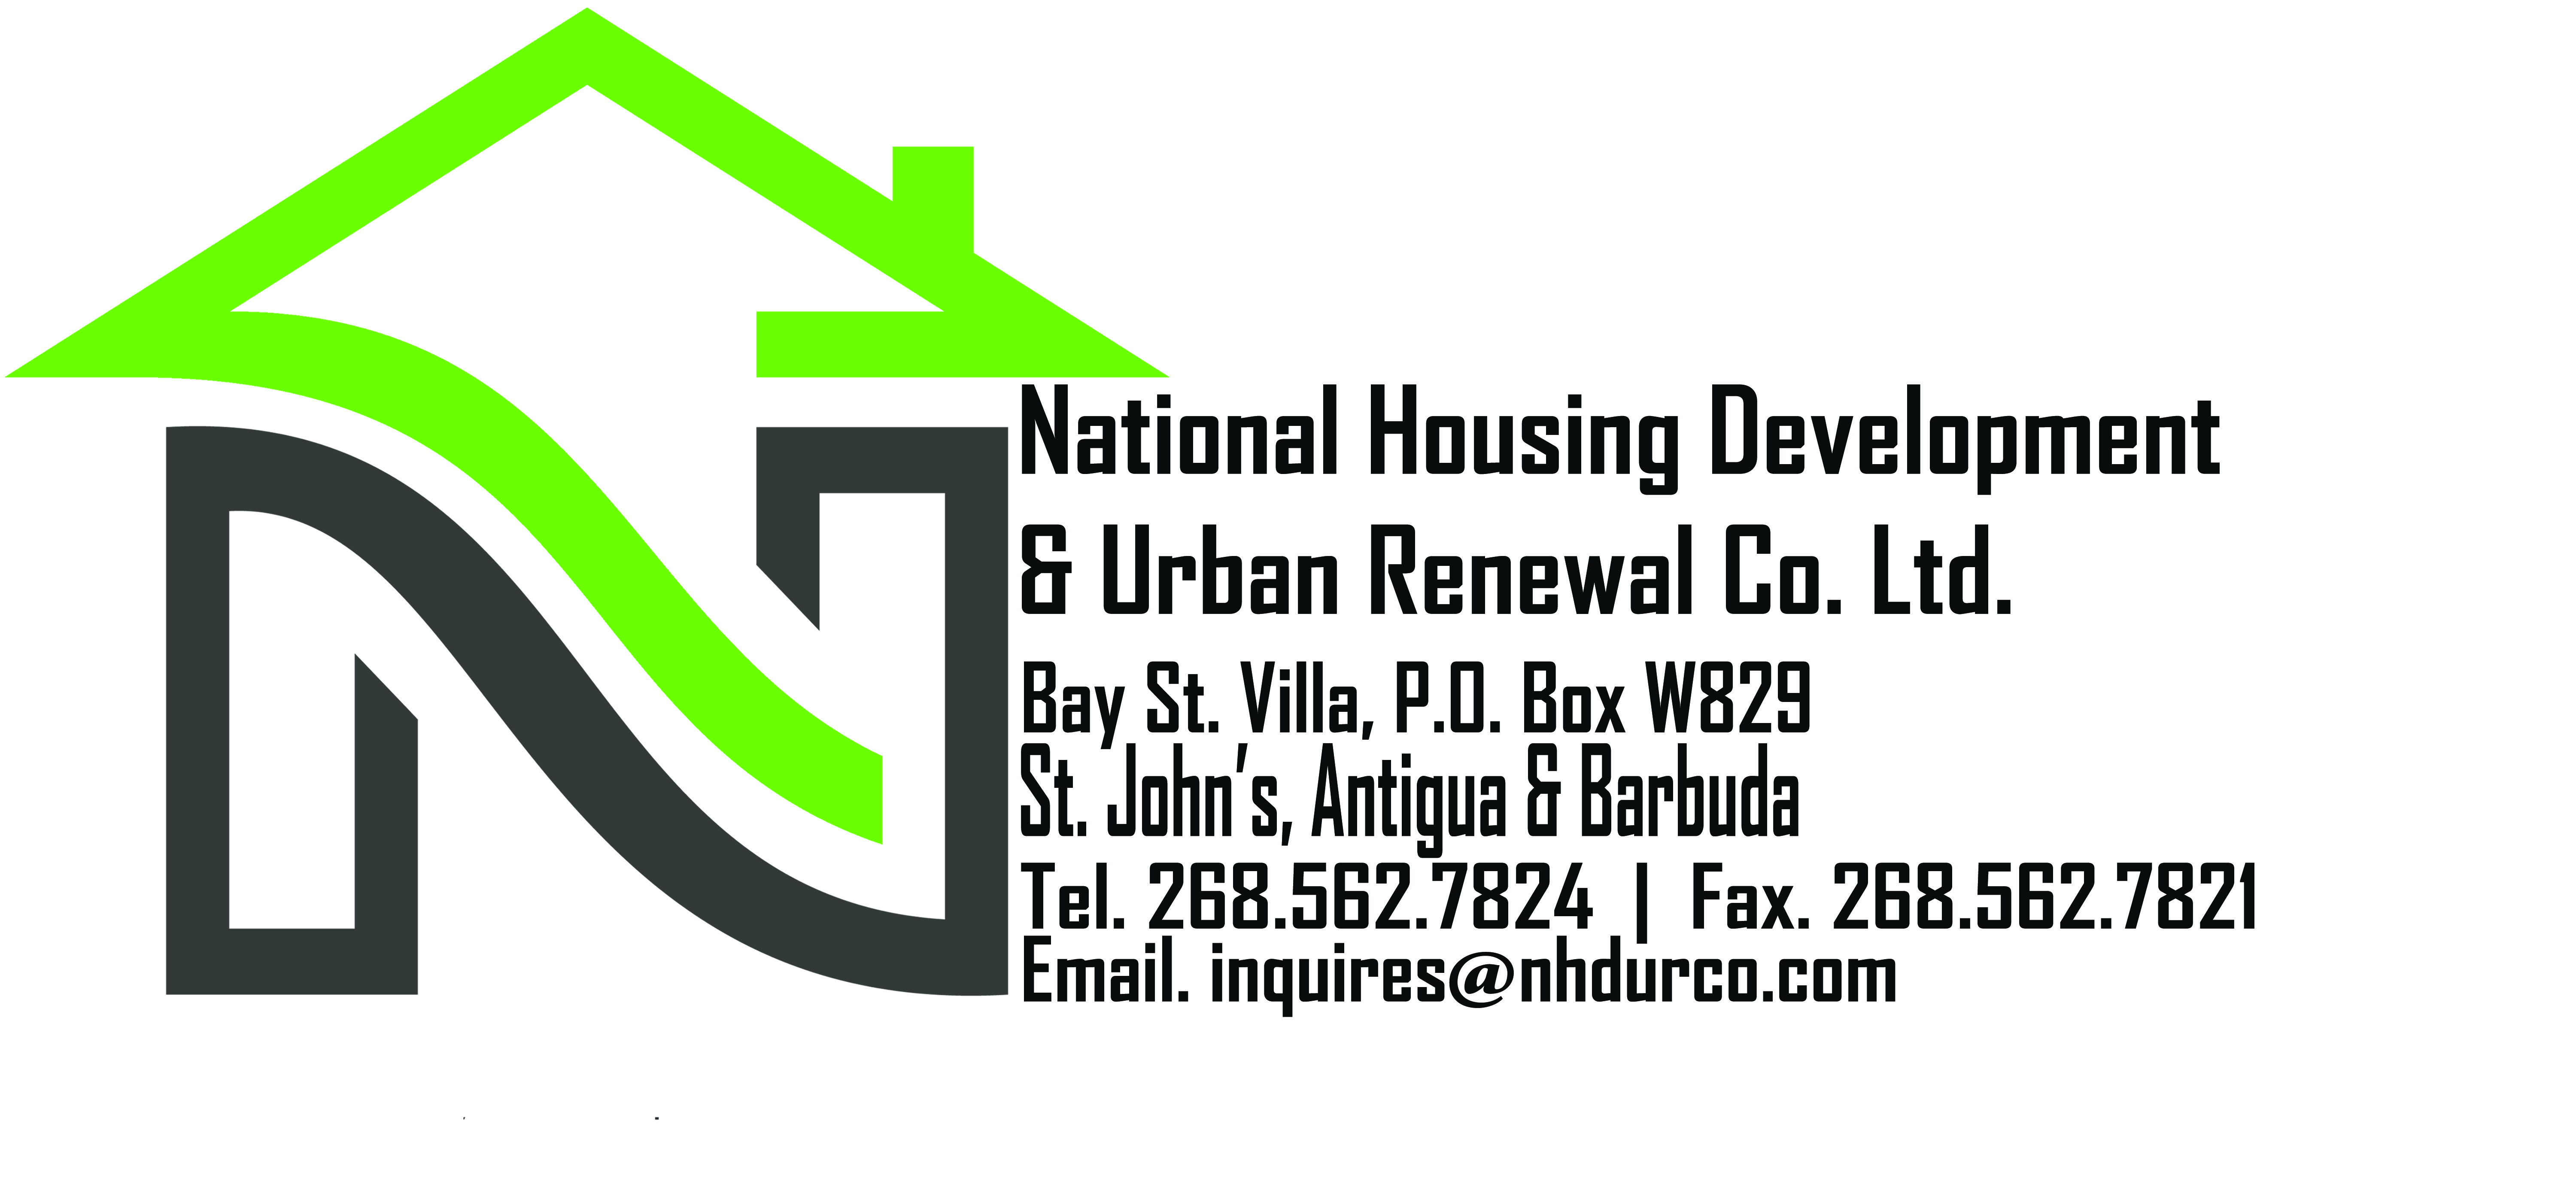 National Housing Development
& Urban Renewal Co. Ltd.
Bay St. Villa, P.O. Box W829
St. John's, Antigua & Barbuda
Tel. 268.562.7824 | Fax. 268.562.7821
Email. inquires@nhdurco.com